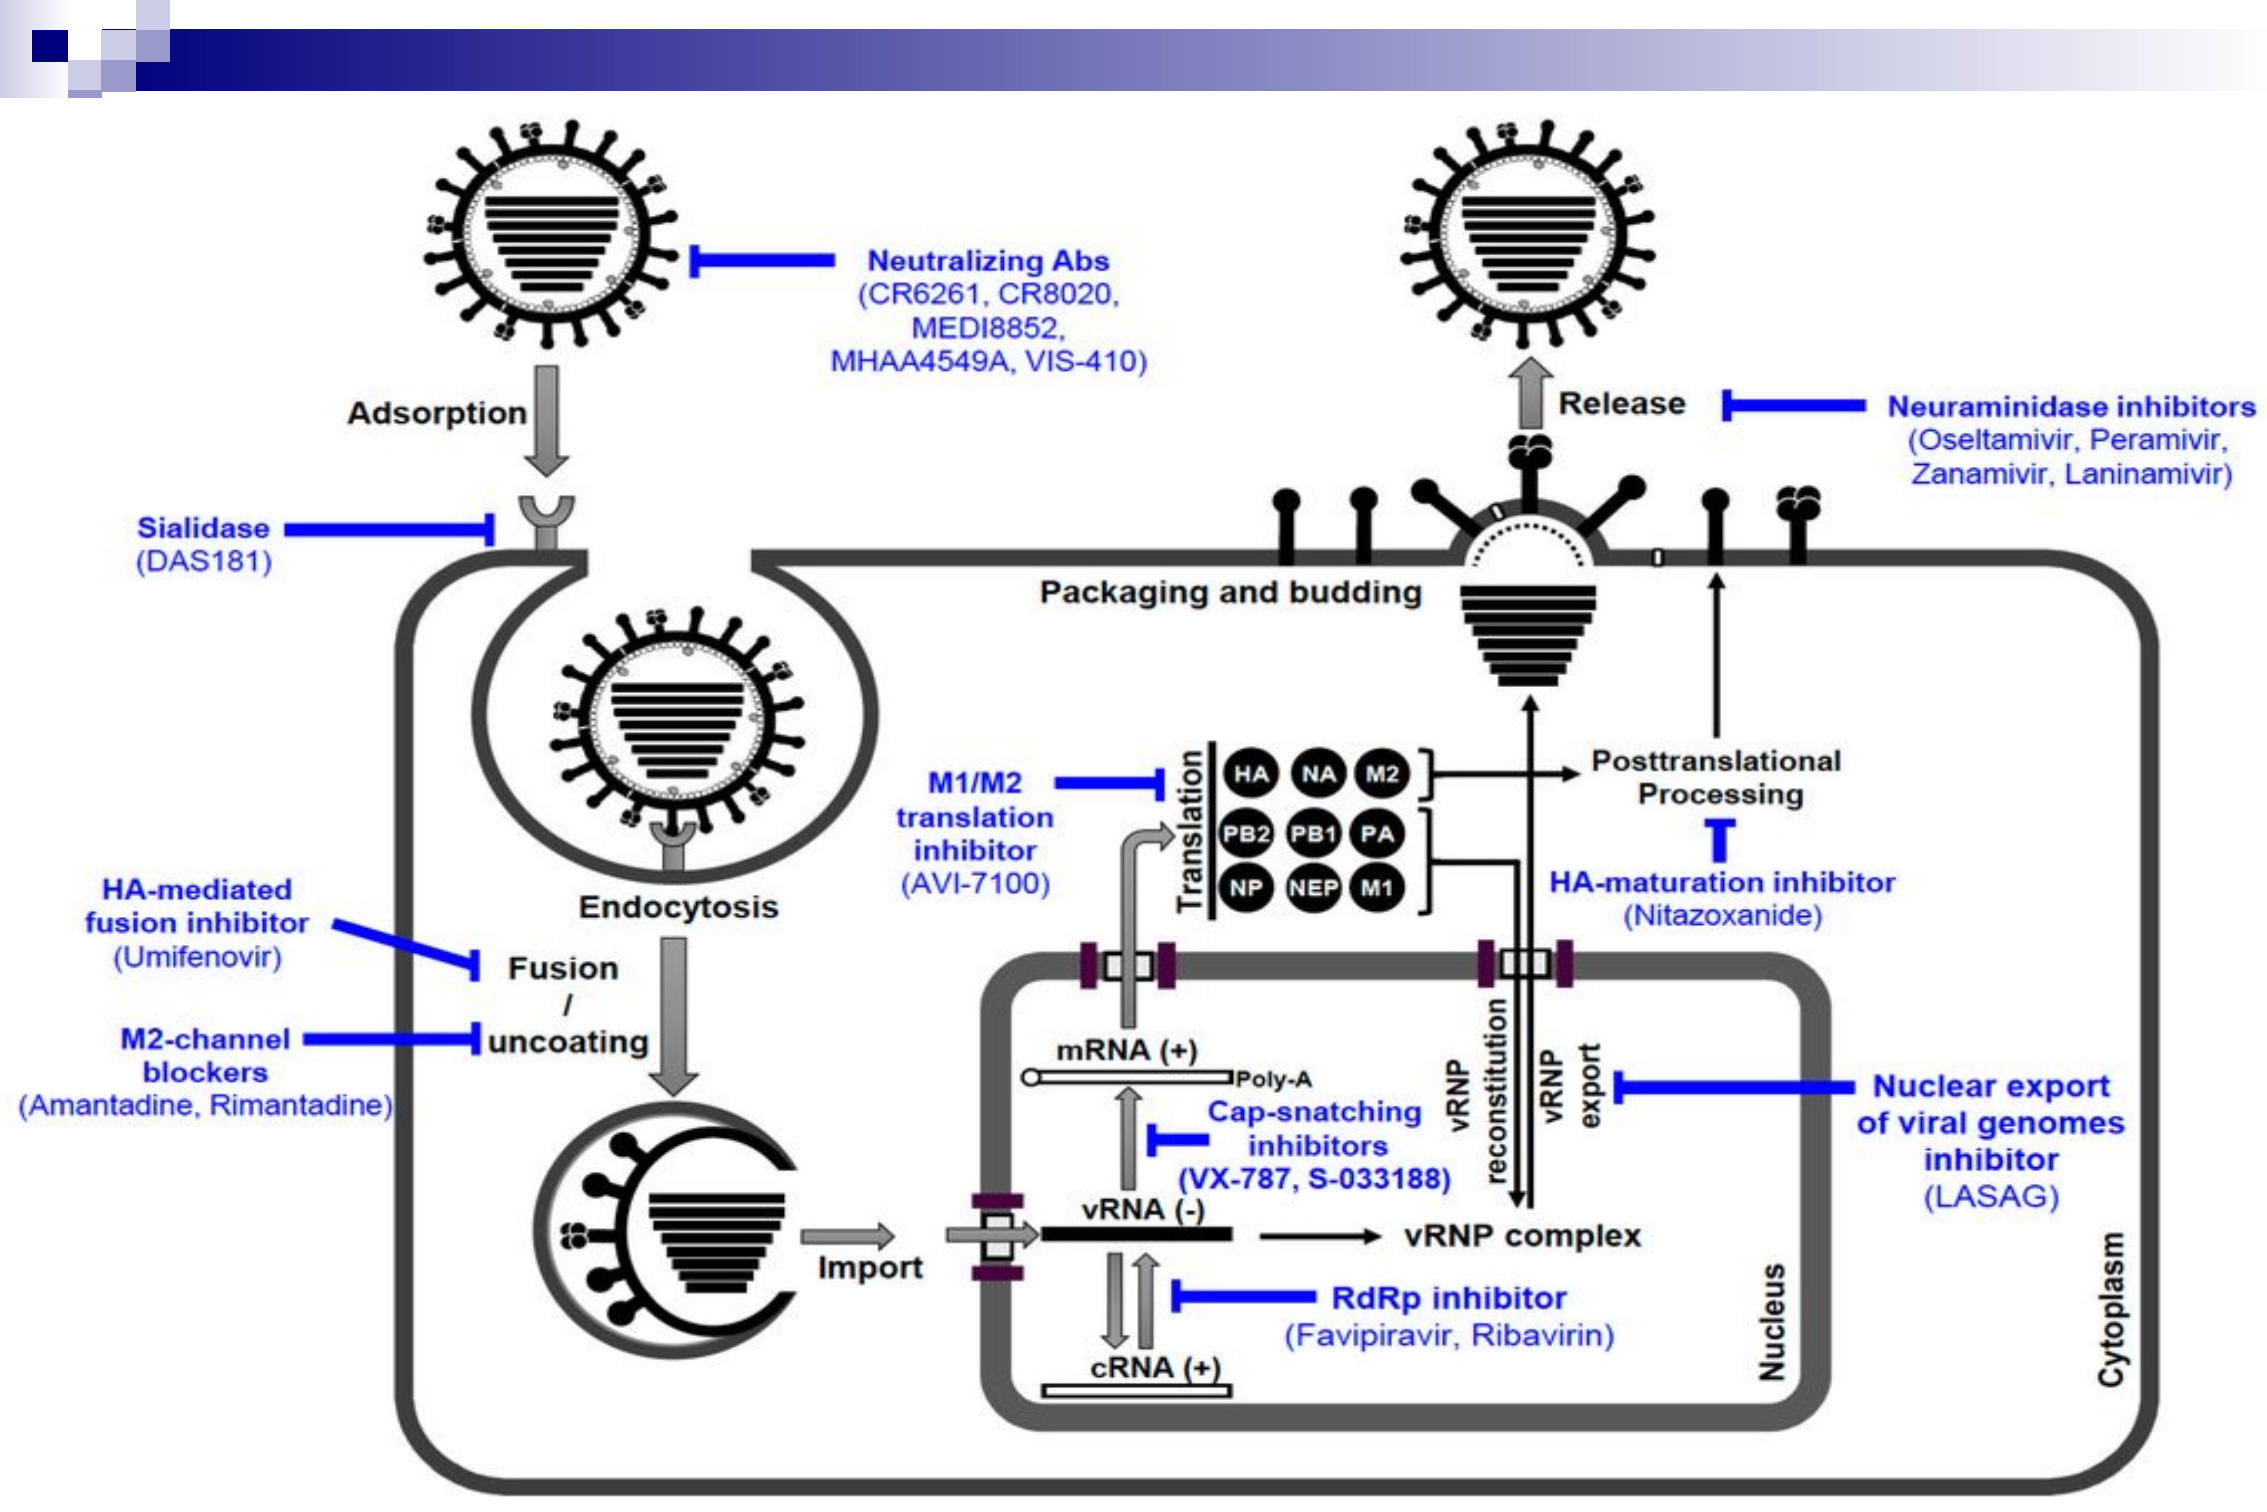 Neutralizing Abs
(CR6261, CR8020,
MEDI8852,
MHAA4549A, VIS-410)
Adsorption
Release
Neuraminidase inhibitors
(Oseltamivir, Peramivir,
Zanamivir, Laninamivir)
Sialidase
(DAS181)
Packaging and budding
M1/M2
translation
inhibitor
(AVI-7100)
Translation
HA NA M2
PB2 PB1 PA
NP NEP M1
Posttranslational
Processing
HA-maturation inhibitor
(Nitazoxanide)
Endocytosis
HA-mediated
fusion inhibitor
(Umifenovir)
Fusion
/
uncoating
M2-channel
blockers
(Amantadine, Rimantadine)
mRNA (+)
Poly-A
Cap-snatching
inhibitors
(VX-787, S-033188)
vRNP
reconstitution
vRNP
export
Nuclear export
of viral genomes
inhibitor
(LASAG)
Import
vRNA (-)
vRNP complex
RdRp inhibitor
(Favipiravir, Ribavirin)
cRNA (+)
Nucleus
Cytoplasm